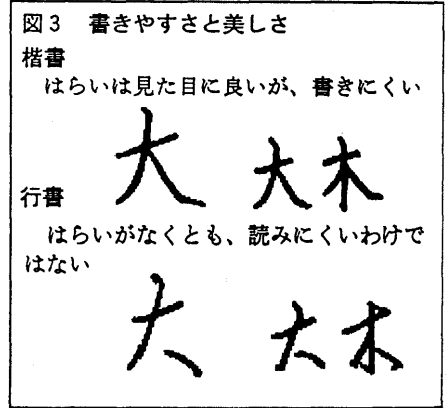 図3　書きやすさと美しさ
楷書
はらいは見た目に良いが、書きにくい
大 大 木
行書
はらいがなくとも、読みにくいわけで
はない
大 大 木